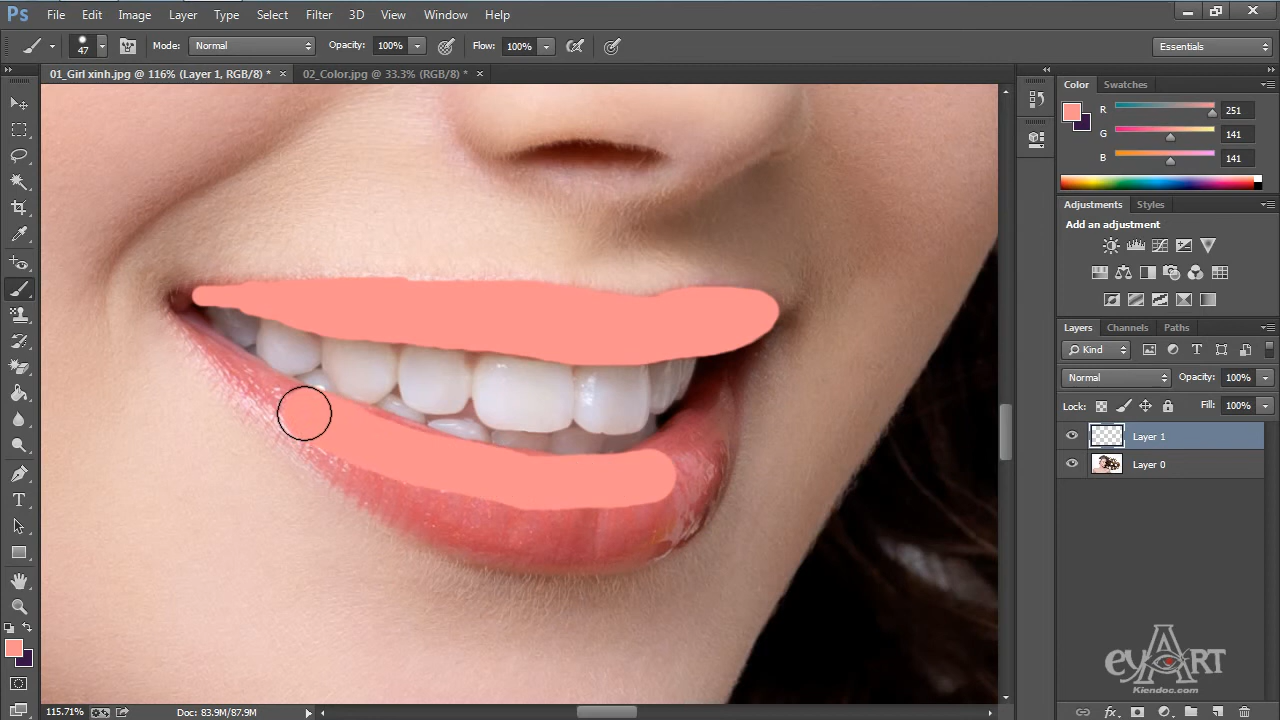 Ps File Edit Image Layer Type Select Filter 3D View Window Help
47 Mode: Normal Opacity: 100% Flow: 100% Essentials
01_Girl xinh.jpg @ 116% (Layer 1, RGB/8) * × 02_Color.jpg @ 33.3% (RGB/8) * ×
Color Swatches
R 251
G 141
B 141
Adjustments Styles
Add an adjustment
Layers Channels Paths
Kind
Normal Opacity: 100%
Lock: Fill: 100%
Layer 1
Layer 0
eyART
Kiendoc.com
115.71% Doc: 83.9M/87.9M